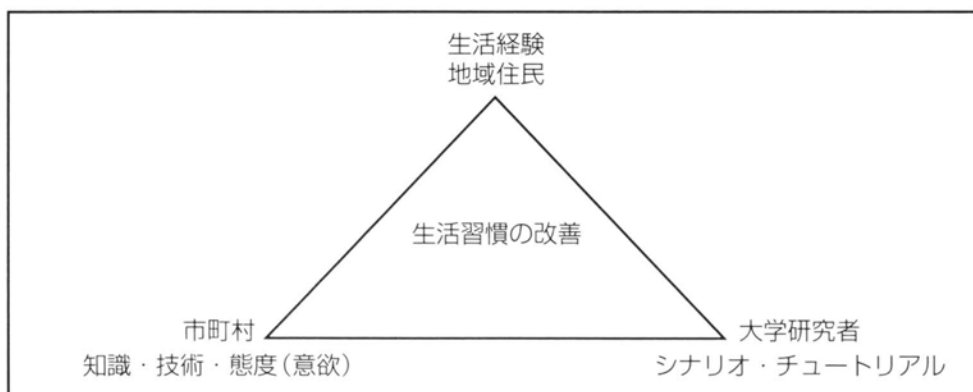 生活経験
地域住民
生活習慣の改善
市町村
大学研究者
知識・技術・態度(意欲)
シナリオ・チュートリアル